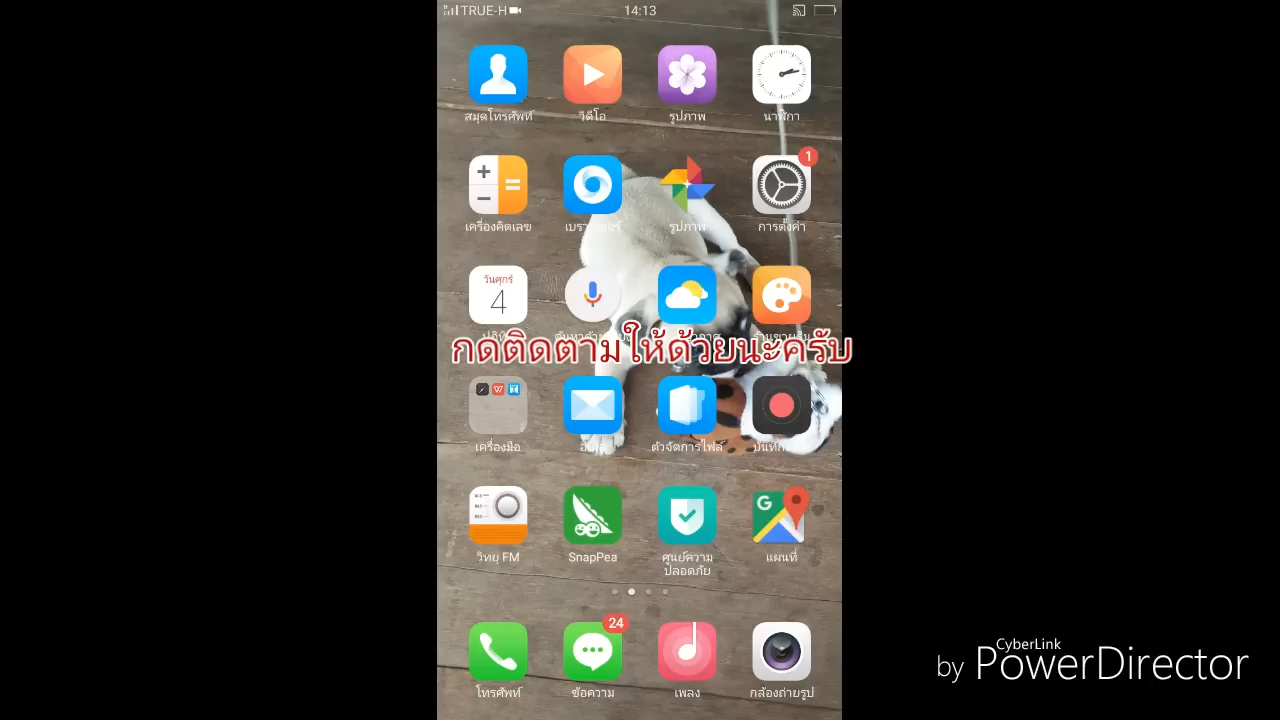 TRUE-H
14:13
สมุดโทรศัพท์
วิดีโอ
รูปภาพ
นาฬิกา
เครื่องคิดเลข
รูปภาพ
การตั้งค่า
1
วันศุกร์
4
กดติดตามให้ด้วยนะครับ
เครื่องมือ
ตัวจัดการไฟล์
วิทยุ FM
SnapPea
ศูนย์ความ
ปลอดภัย
G
แผนที่
24
โทรศัพท์
ข้อความ
เพลง
กล้องถ่ายรูป
CyberLink
by PowerDirector